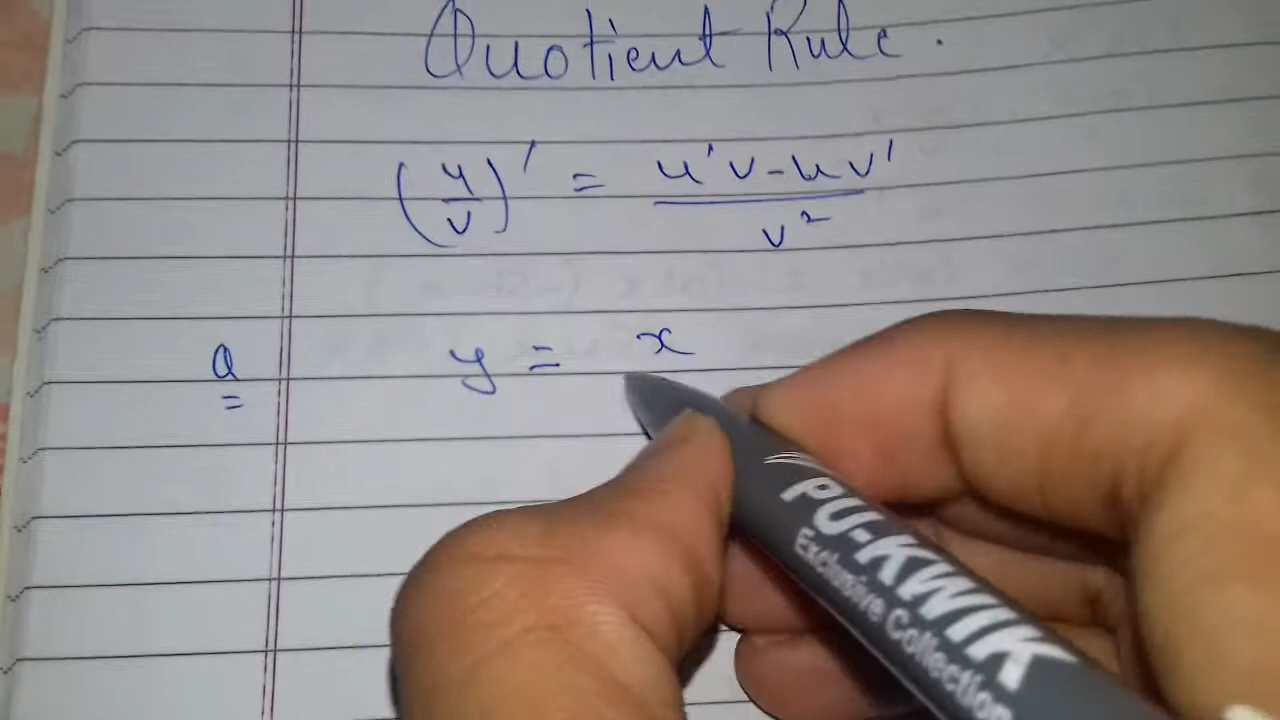 Quotient Rule.
(u/v)' = u'v - uv' / v²
Q y = x
PU-KWIK
Exclusive Collection